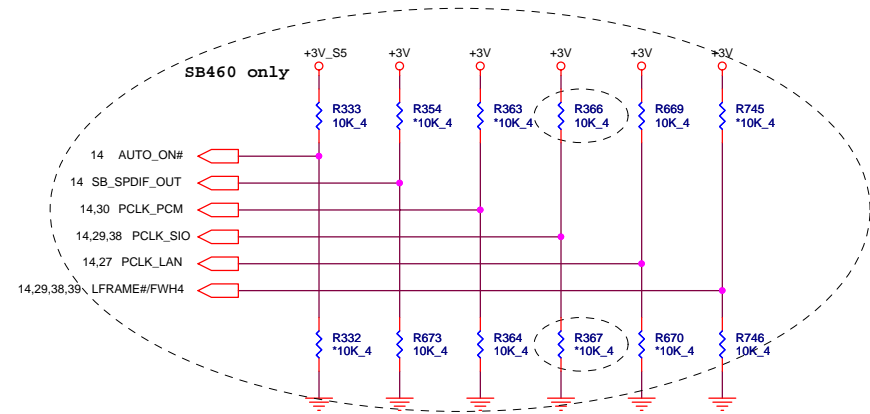 +3V_S5 +3V +3V +3V +3V +3V
SB460 only
R333 R354 R363 R366 R669 R745
10K_4 *10K_4 *10K_4 10K_4 10K_4 *10K_4
14 AUTO_ON#
14 SB_SPDIF_OUT
14,30 PCLK_PCM
14,29,38 PCLK_SIO
14,27 PCLK_LAN
14,29,38,39 LFRAME#/FWH4
R332 R673 R364 R367 R670 R746
*10K_4 10K_4 10K_4 *10K_4 *10K_4 10K_4